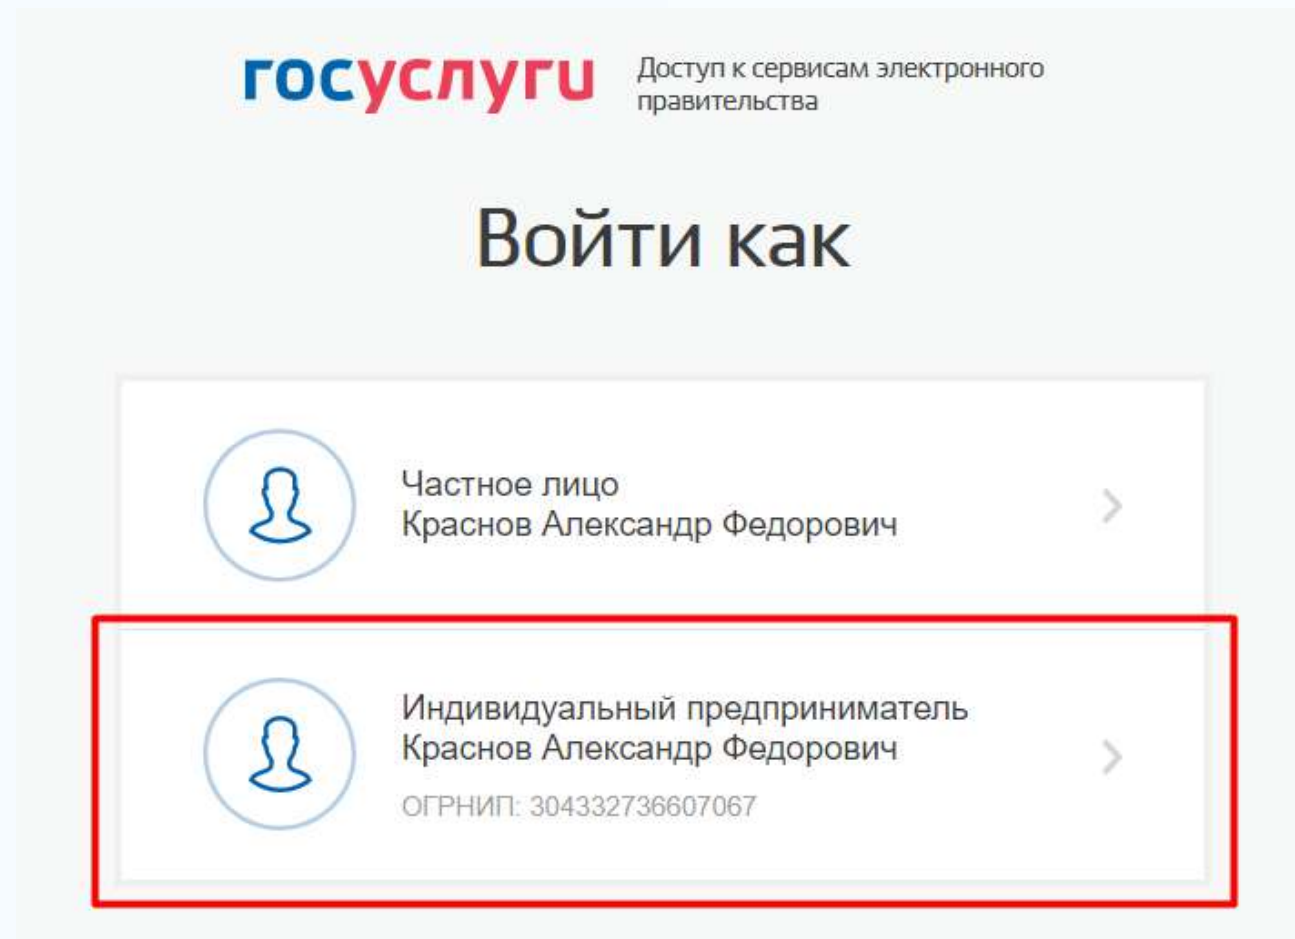 госуслуги
Доступ к сервисам электронного
правительства
Войти как
Частное лицо
Краснов Александр Федорович
Индивидуальный предприниматель
Краснов Александр Федорович
ОГРНИП: 304332736607067